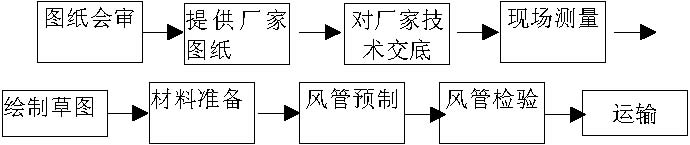 图纸会审
提供厂家
图纸
对厂家技
术交底
现场测量
绘制草图
材料准备
风管预制
风管检验
运输